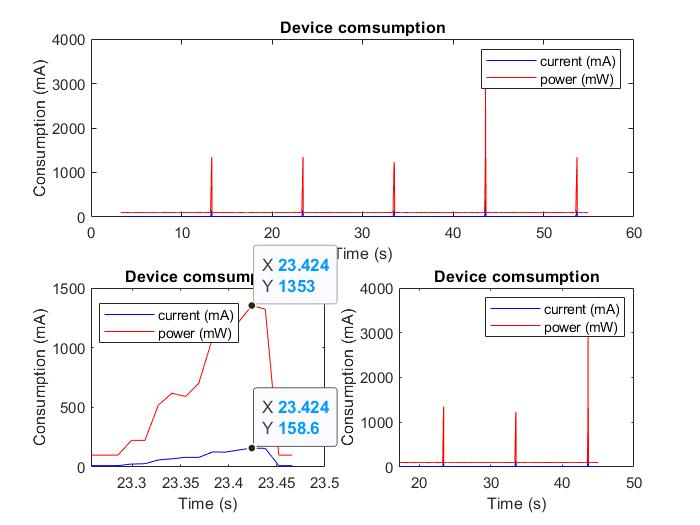 Device comsumption
4000
3000
2000
1000
0
Consumption (mA)
current (mA)
power (mW)
0 10 20 30 40 50 60
Time (s)
Device comsump
1500
1000
500
0
Consumption (mA)
current (mA)
power (mW)
X 23.424
Y 1353
X 23.424
Y 158.6
23.3 23.35 23.4 23.45 23.5
Time (s)
Device comsumption
4000
3000
2000
1000
0
Consumption (mA)
current (mA)
power (mW)
20 30 40 50
Time (s)